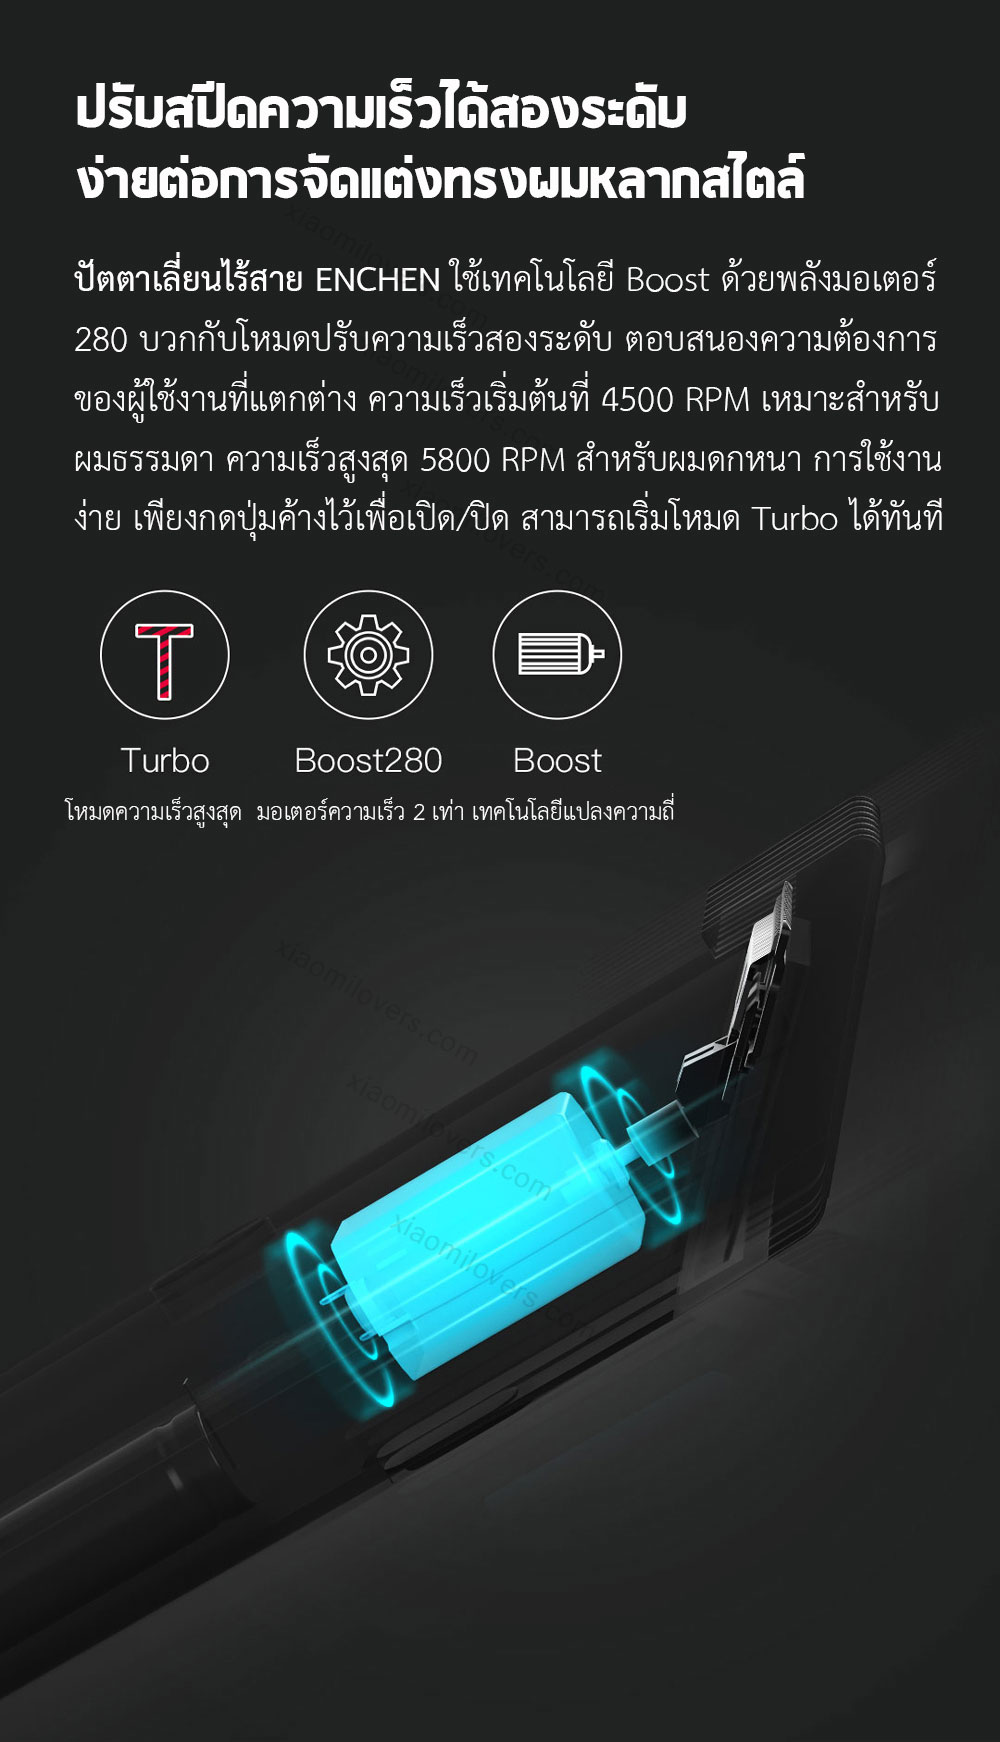 ปรับสปีดความเร็วได้สองระดับ
ง่ายต่อการจัดแต่งทรงผมหลากสไตล์
ปัตตาเลี่ยนไร้สาย ENCHEN ใช้เทคโนโลยี Boost ด้วยพลังมอเตอร์
280 บวกกับโหมดปรับความเร็วสองระดับ ตอบสนองความต้องการ
ของผู้ใช้งานที่แตกต่าง ความเร็วเริ่มต้นที่ 4500 RPM เหมาะสำหรับ
ผมธรรมดา ความเร็วสูงสุด 5800 RPM สำหรับผมดกหนา การใช้งาน
ง่าย เพียงกดปุ่มค้างไว้เพื่อเปิด/ปิด สามารถเริ่มโหมด Turbo ได้ทันที
Turbo Boost280 Boost
โหมดความเร็วสูงสุด มอเตอร์ความเร็ว 2 เท่า เทคโนโลยีแปลงความถี่
xiaomilovers.com
xiaomilovers.com
xiaomilovers.com
xiaomilovers.com
xiaomilovers.com
xiaomilovers.com